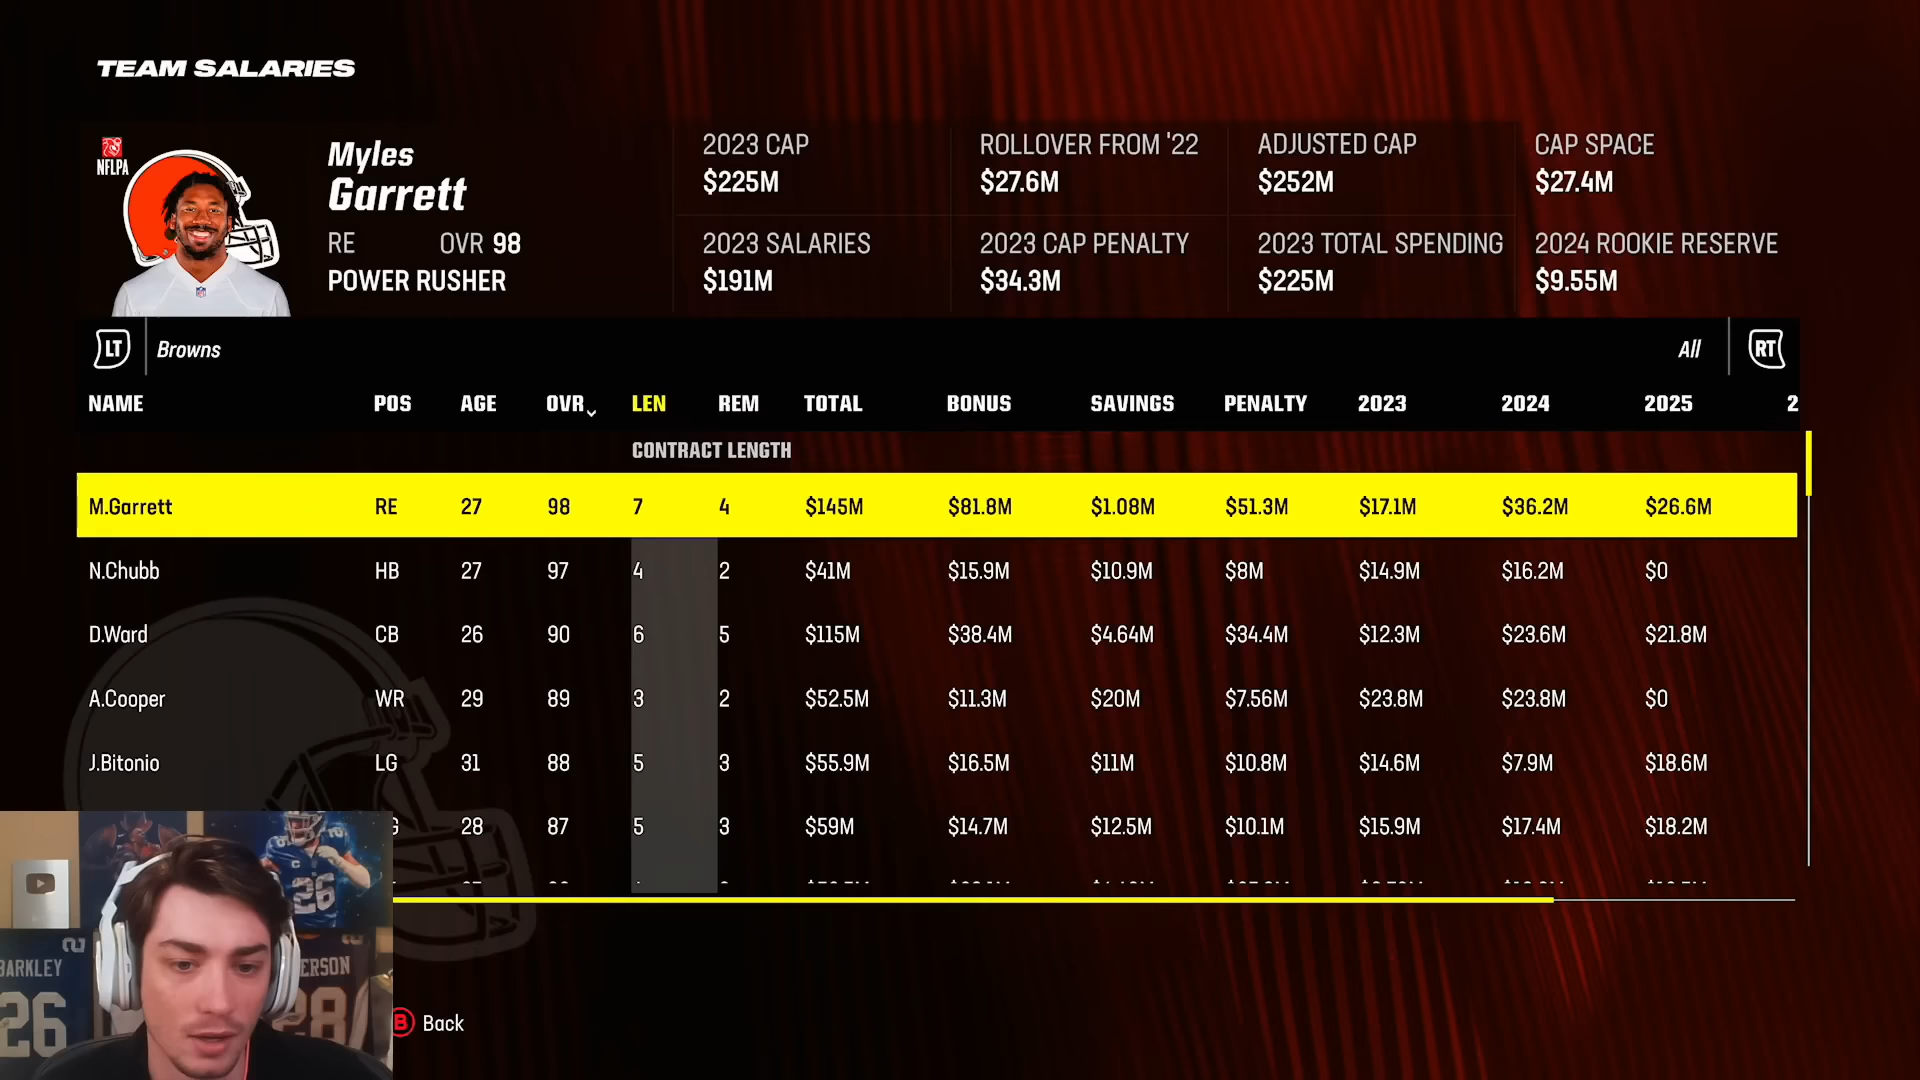 TEAM SALARIES
NFLPA
Myles
Garrett
RE OVR 98
POWER RUSHER
2023 CAP ROLLOVER FROM '22 ADJUSTED CAP CAP SPACE
$225M $27.6M $252M $27.4M
2023 SALARIES 2023 CAP PENALTY 2023 TOTAL SPENDING 2024 ROOKIE RESERVE
$191M $34.3M $225M $9.55M
LT Browns All RT
NAME POS AGE OVR LEN REM TOTAL BONUS SAVINGS PENALTY 2023 2024 2025 2
CONTRACT LENGTH
M.Garrett RE 27 98 7 4 $145M $81.8M $1.08M $51.3M $17.1M $36.2M $26.6M
N.Chubb HB 27 97 4 2 $41M $15.9M $10.9M $8M $14.9M $16.2M $0
D.Ward CB 26 90 6 5 $115M $38.4M $4.64M $34.4M $12.3M $23.6M $21.8M
A.Cooper WR 29 89 3 2 $52.5M $11.3M $20M $7.56M $23.8M $23.8M $0
J.Bitonio LG 31 88 5 3 $55.9M $16.5M $11M $10.8M $14.6M $7.9M $18.6M
28 87 5 3 $59M $14.7M $12.5M $10.1M $15.9M $17.4M $18.2M
26
BARKLEY
26
ERSON
28
B Back